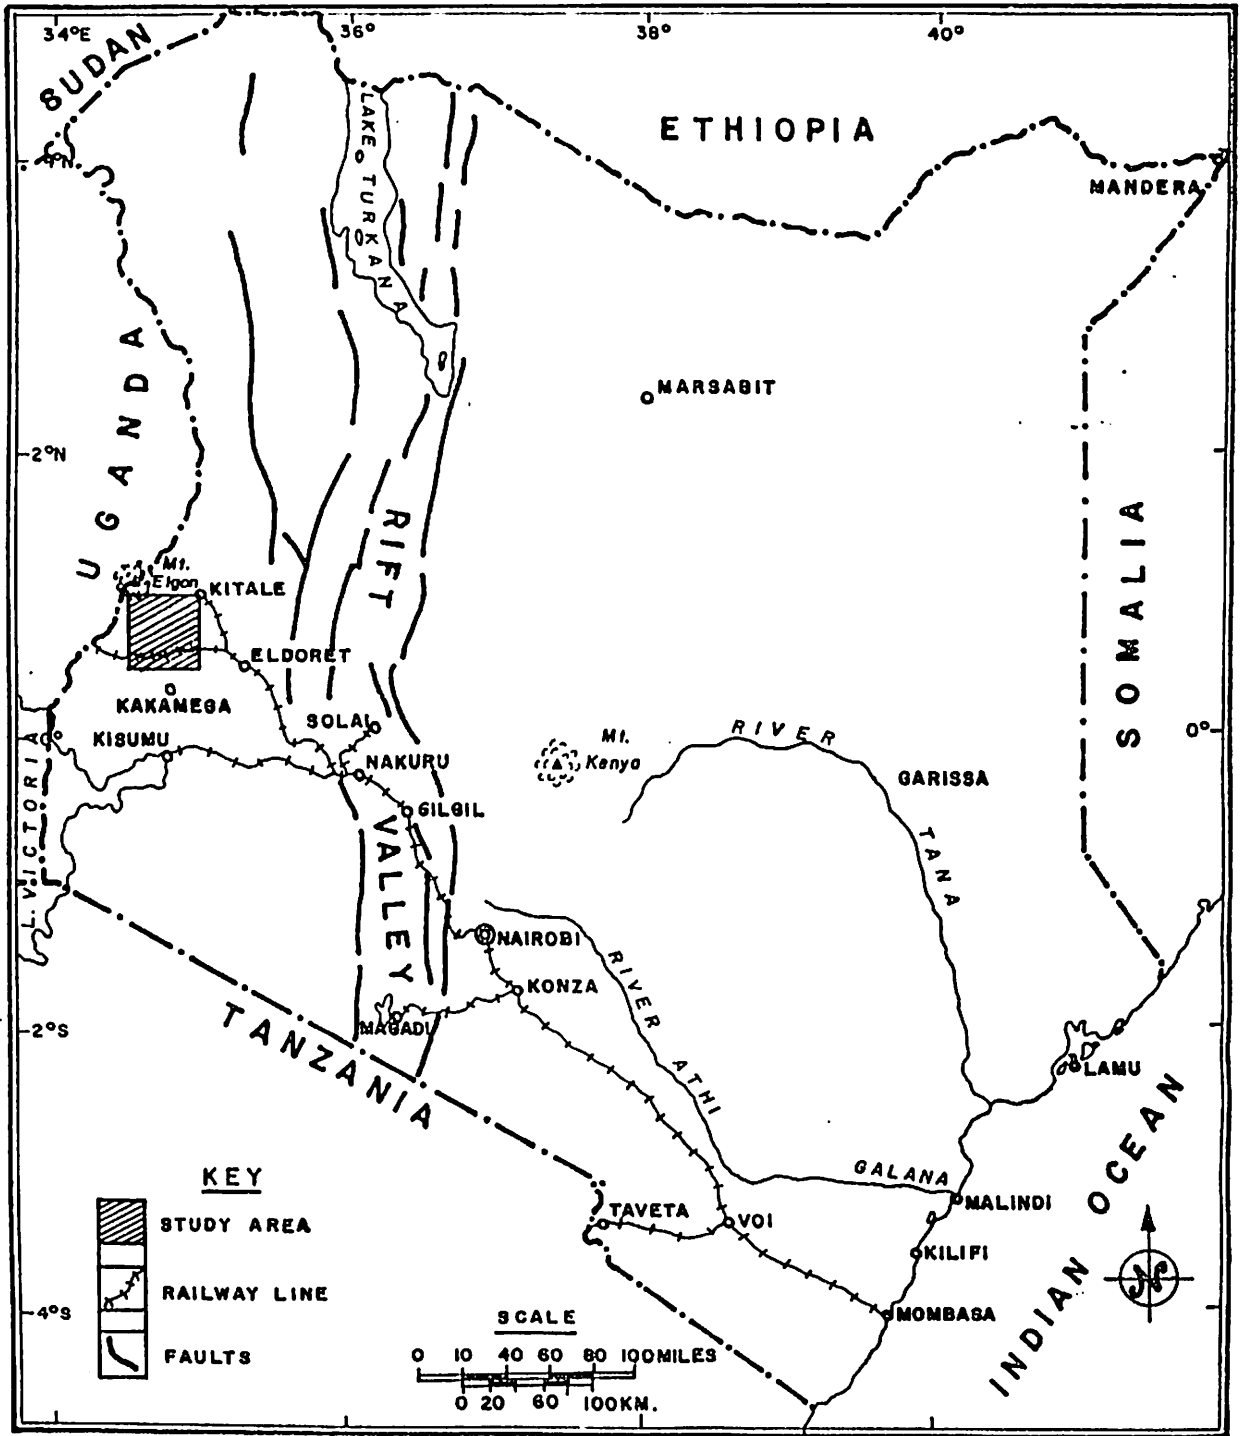 34°E
36°
38°
40°
SUDAN
ETHIOPIA
LAKE TURKANA
4°N
MANDERA
UGANDA
MARSABIT
2°N
RIFT
SOMALIA
Mt.
Elgon
KITALE
ELDORET
KAKAMEGA
SOLAI
KISUMU
NAKURU
Mt.
Kenya
RIVER
TANA
0°
0°
GARISSA
GILGIL
L. VICTORIA
VALLEY
NAIROBI
RIVER ATHI
KONZA
MAGADI
2°S
TANZANIA
LAMU
GALANA
MALINDI
KEY
STUDY AREA
TAVETA
VOI
KILIFI
RAILWAY LINE
MOMBASA
4°S
INDIAN OCEAN
N
FAULTS
SCALE
0 10 40 60 80 100MILES
0 20 60 100KM.